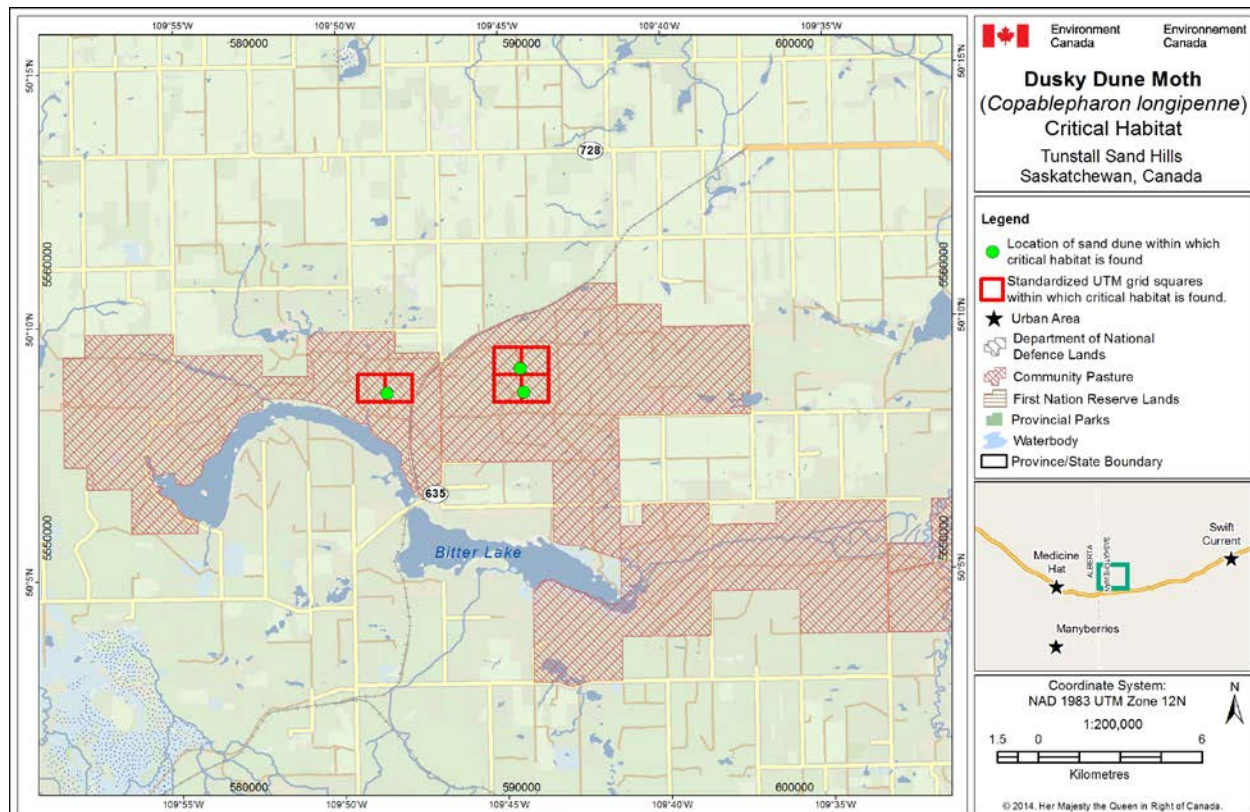 109°55'W 109°50'W 109°45'W 109°40'W 109°35'W
580000 590000 600000
50°15'N 50°15'N
728
5560000 5560000
50°10'N 50°10'N
635
5550000 5550000
Bitter Lake
50°5'N 50°5'N
580000 590000 600000
109°55'W 109°50'W 109°45'W 109°40'W 109°35'W
Environment
Canada
Environnement
Canada
Dusky Dune Moth
(Copablepharon longipenne)
Critical Habitat
Tunstall Sand Hills
Saskatchewan, Canada
Legend
Location of sand dune within which
critical habitat is found
Standardized UTM grid squares
within which critical habitat is found.
Urban Area
Department of National
Defence Lands
Community Pasture
First Nation Reserve Lands
Provincial Parks
Waterbody
Province/State Boundary
Swift
Current
Medicine
Hat
ALBERTA
SASKATCHEWAN
Manyberries
Coordinate System:
NAD 1983 UTM Zone 12N
N
1:200,000
1.5 0 6
Kilometres
© 2014. Her Majesty the Queen in Right of Canada.